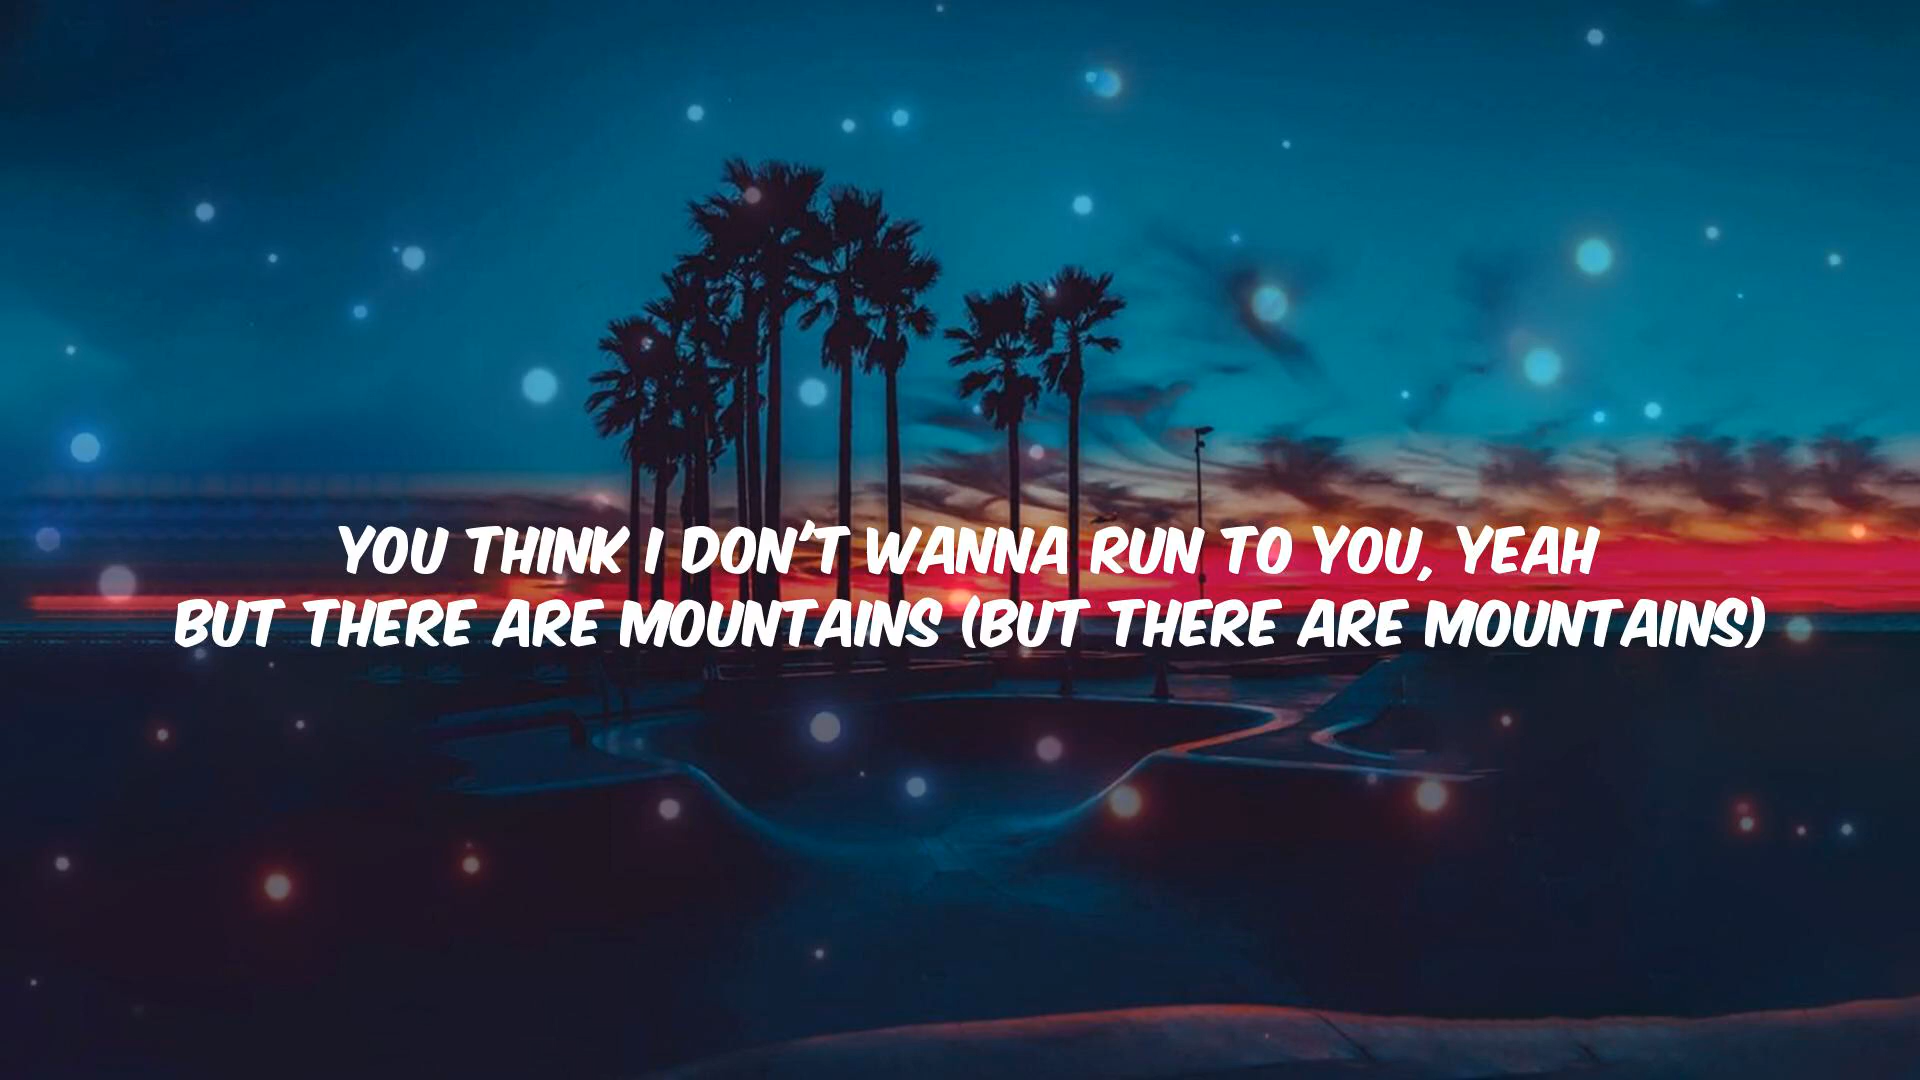 YOU THINK I DON'T WANNA RUN TO YOU, YEAH
BUT THERE ARE MOUNTAINS (BUT THERE ARE MOUNTAINS)